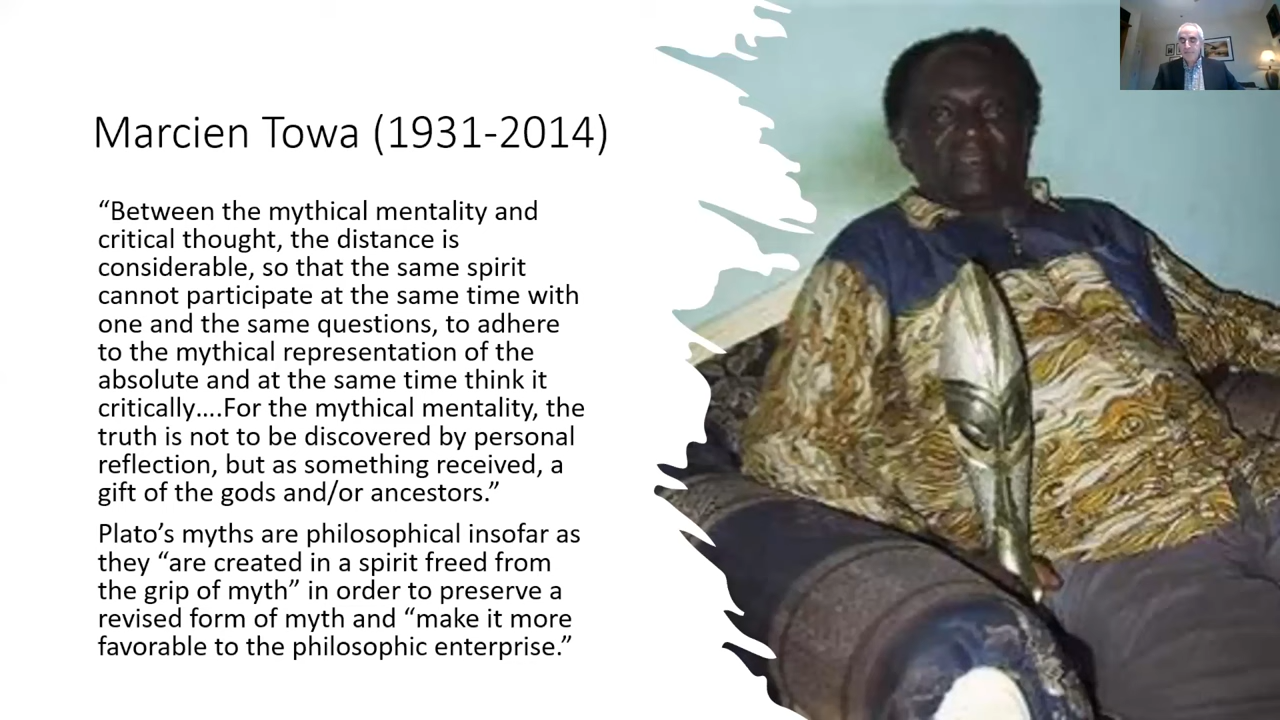 Marcien Towa (1931-2014)
“Between the mythical mentality and
critical thought, the distance is
considerable, so that the same spirit
cannot participate at the same time with
one and the same questions, to adhere
to the mythical representation of the
absolute and at the same time think it
critically….For the mythical mentality, the
truth is not to be discovered by personal
reflection, but as something received, a
gift of the gods and/or ancestors.”
Plato’s myths are philosophical insofar as
they “are created in a spirit freed from
the grip of myth” in order to preserve a
revised form of myth and “make it more
favorable to the philosophic enterprise.”